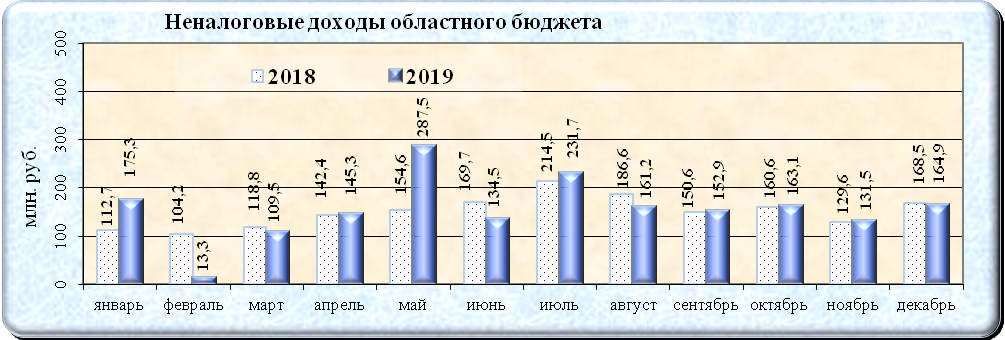 Неналоговые доходы областного бюджета
млн. руб.
500
400
300
200
100
0
2018
2019
112,7
175,3
104,2
13,3
118,8
109,5
142,4
145,3
154,6
287,5
169,7
134,5
214,5
231,7
186,6
161,2
150,6
152,9
160,6
163,1
129,6
131,5
168,5
164,9
январь
февраль
март
апрель
май
июнь
июль
август
сентябрь
октябрь
ноябрь
декабрь